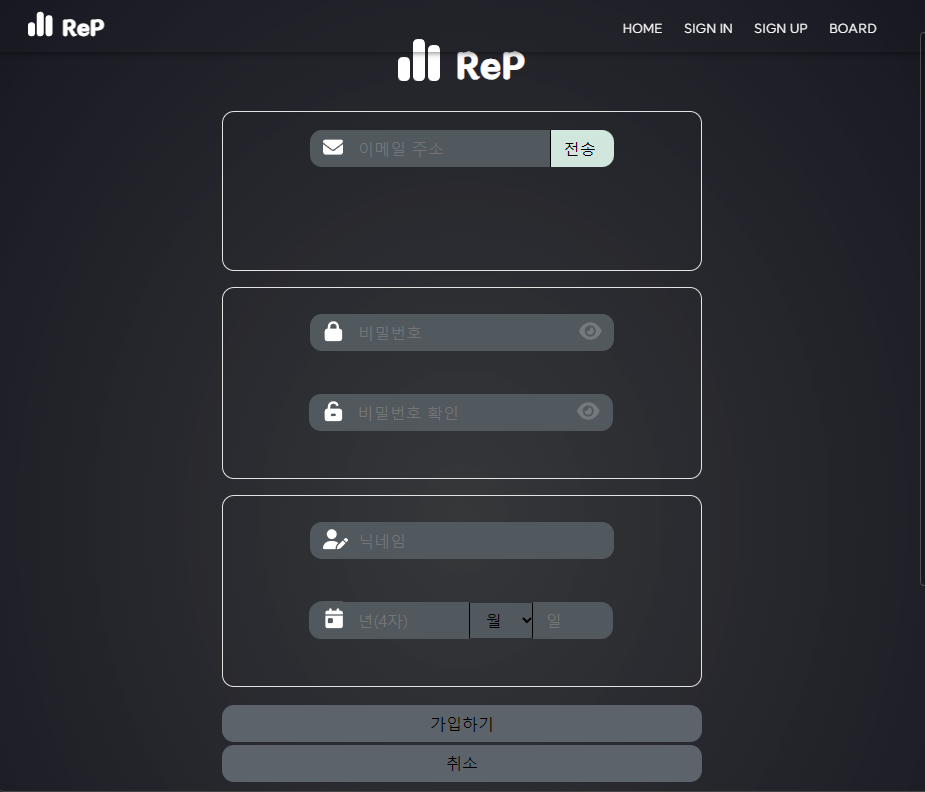 ReP
HOME SIGN IN SIGN UP BOARD
ReP
이메일 주소 전송
비밀번호
비밀번호 확인
닉네임
년(4자) 월 일
가입하기
취소